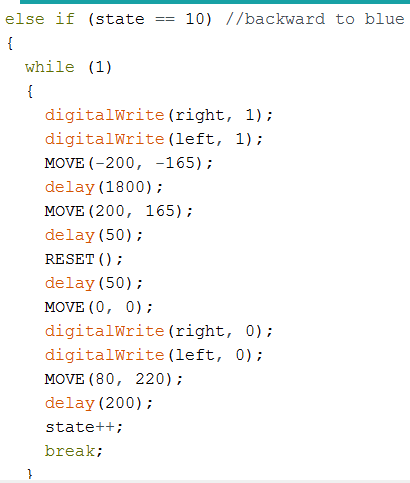 else if (state == 10) //backward to blue
{
while (1)
{
digitalWrite(right, 1);
digitalWrite(left, 1);
MOVE(-200, -165);
delay(1800);
MOVE(200, 165);
delay(50);
RESET();
delay(50);
MOVE(0, 0);
digitalWrite(right, 0);
digitalWrite(left, 0);
MOVE(80, 220);
delay(200);
state++;
break;
}